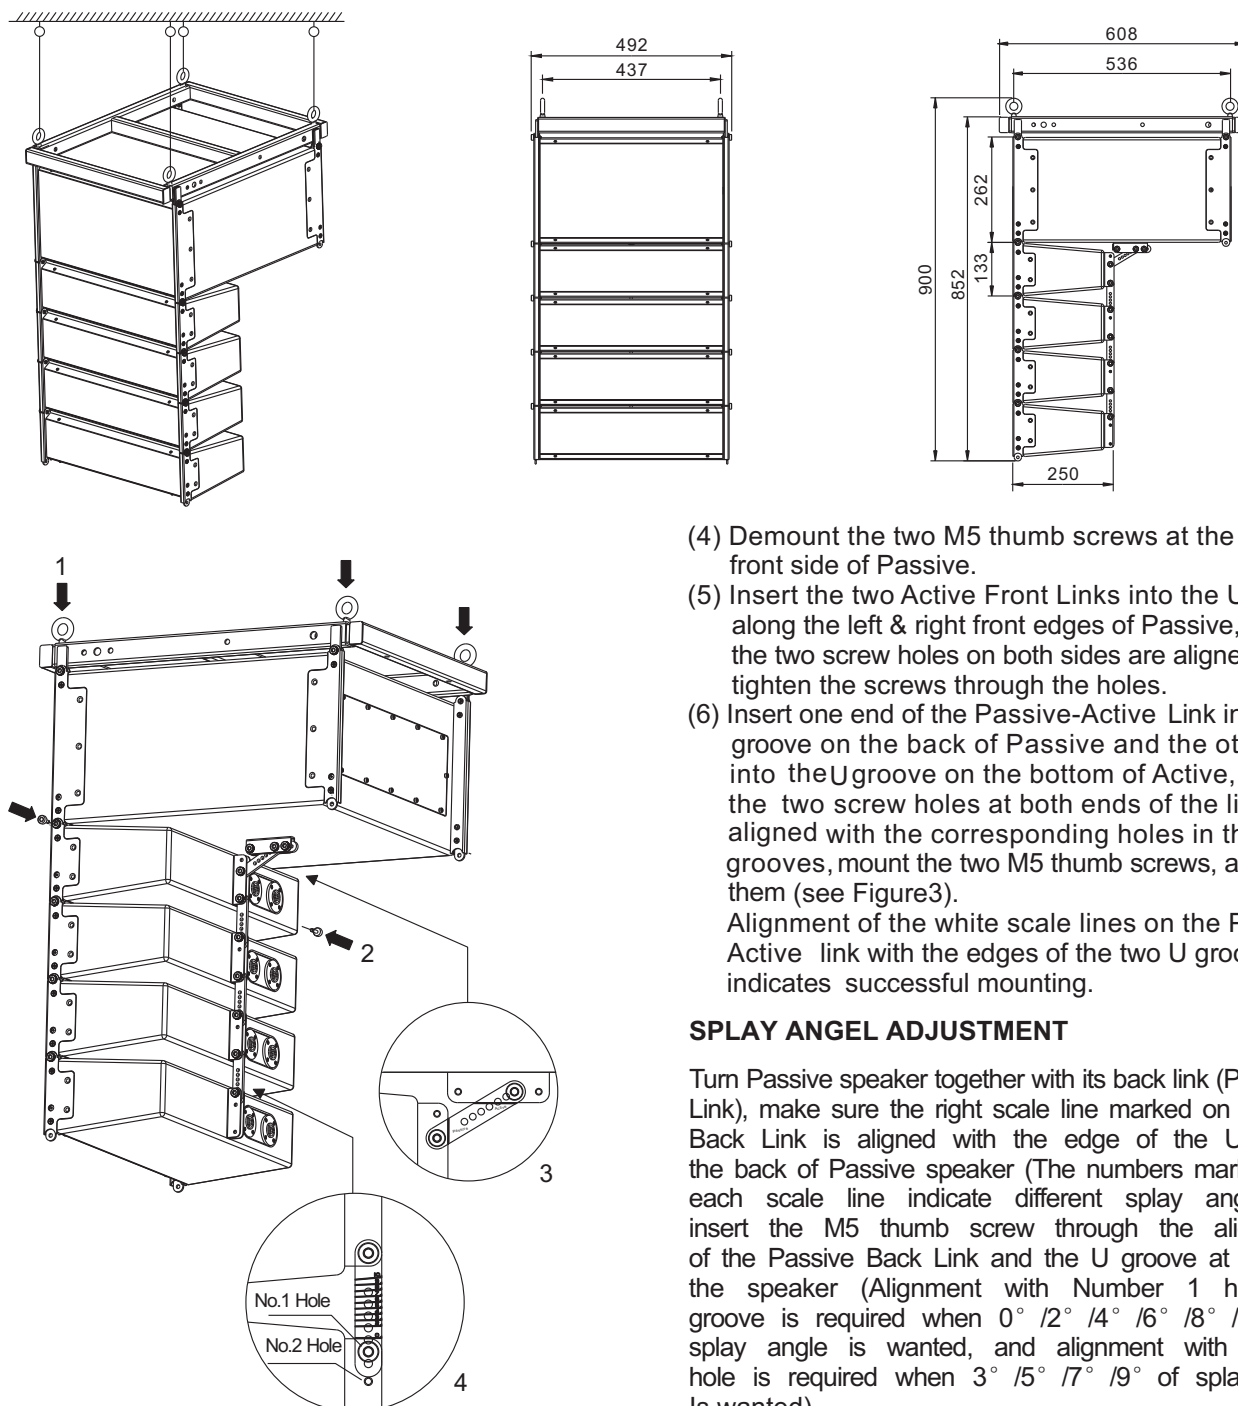 492
437
608
536
900
852
262
133
250
1
2
3
No.1 Hole
No.2 Hole
4
(4) Demount the two M5 thumb screws at the
front side of Passive.
(5) Insert the two Active Front Links into the U
along the left & right front edges of Passive,
the two screw holes on both sides are aligne
tighten the screws through the holes.
(6) Insert one end of the Passive-Active Link in
groove on the back of Passive and the ot
into the U groove on the bottom of Active,
the two screw holes at both ends of the li
aligned with the corresponding holes in th
grooves, mount the two M5 thumb screws, a
them (see Figure3).
Alignment of the white scale lines on the P
Active link with the edges of the two U groo
indicates successful mounting.
SPLAY ANGEL ADJUSTMENT
Turn Passive speaker together with its back link (P
Link), make sure the right scale line marked on
Back Link is aligned with the edge of the U
the back of Passive speaker (The numbers mar
each scale line indicate different splay ang
insert the M5 thumb screw through the ali
of the Passive Back Link and the U groove at
the speaker (Alignment with Number 1 h
groove is required when 0° /2° /4° /6° /8° /
splay angle is wanted, and alignment with
hole is required when 3° /5° /7° /9° of spla
Is wanted)